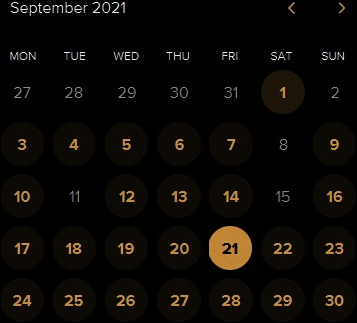 September 2021 < >
MON TUE WED THU FRI SAT SUN
27 28 29 30 31 1 2
3 4 5 6 7 8 9
10 11 12 13 14 15 16
17 18 19 20 21 22 23
24 25 26 27 28 29 30